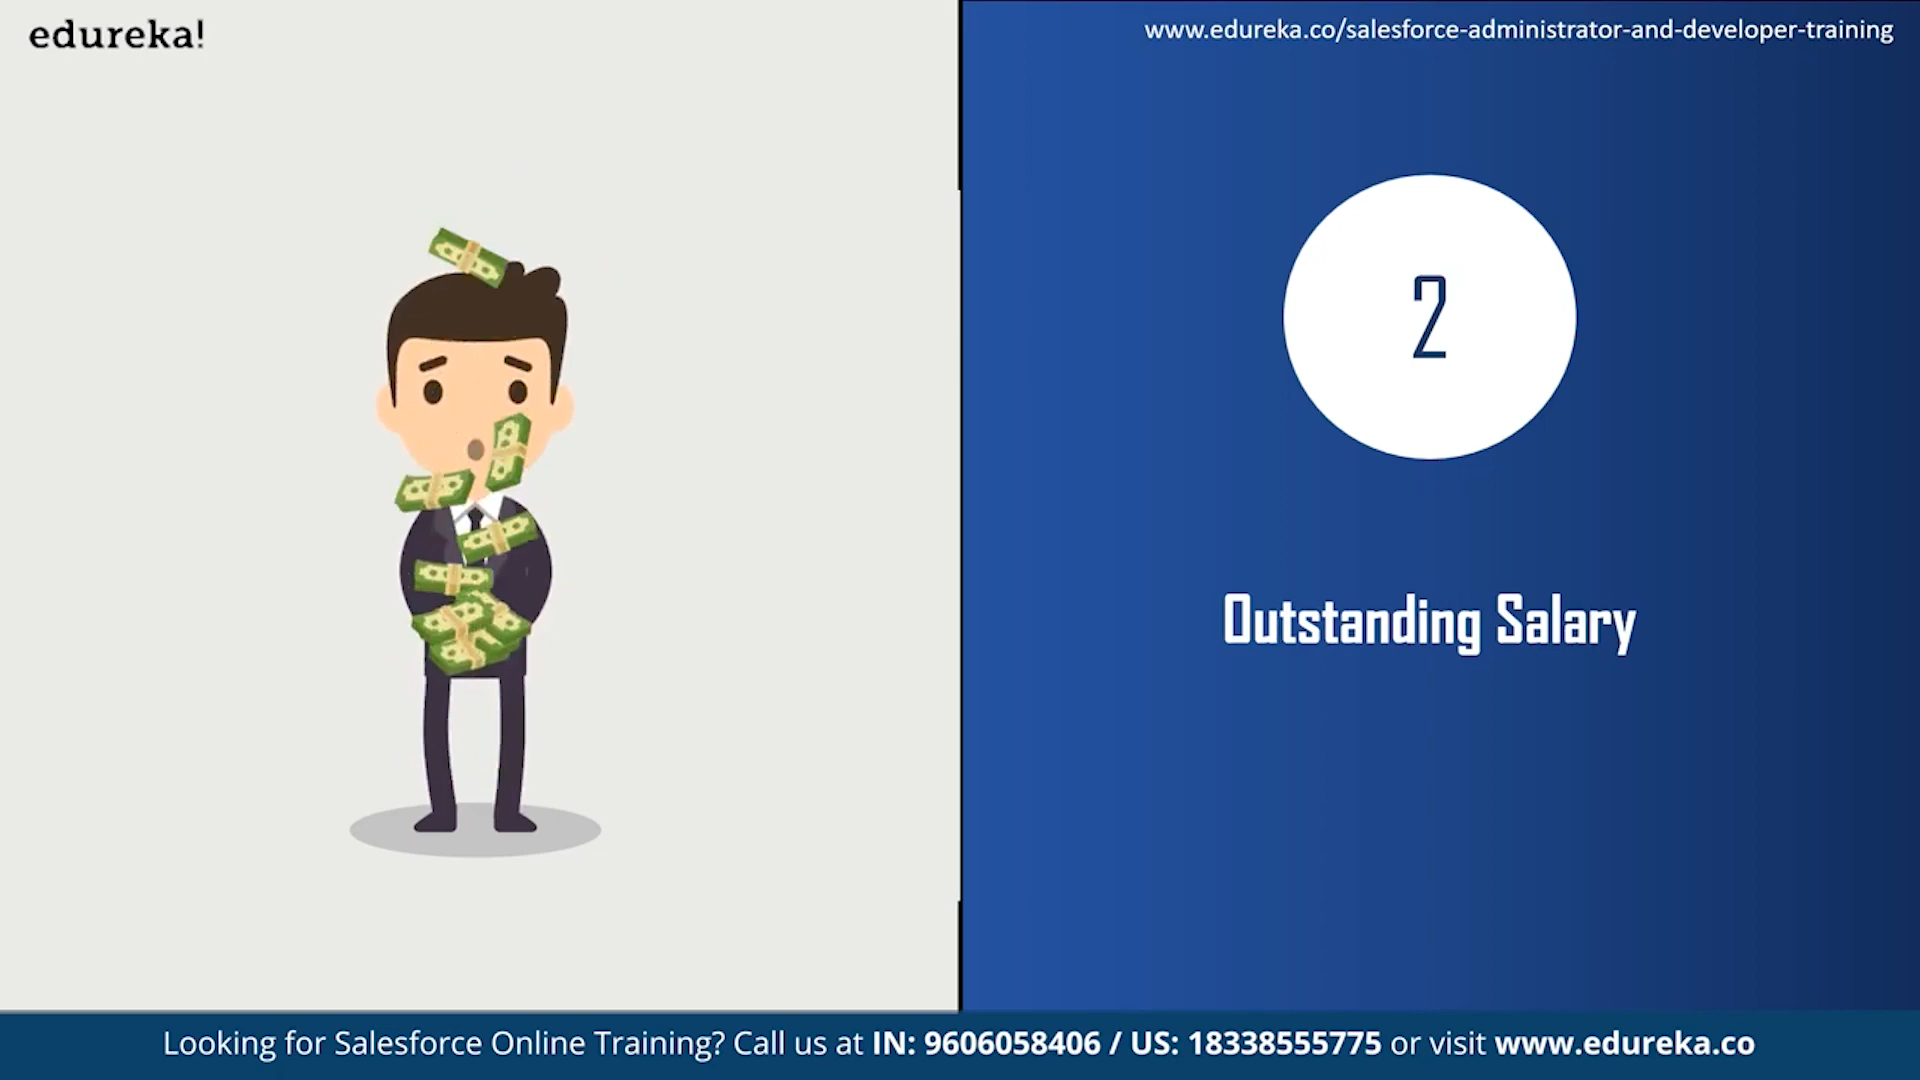 edureka!
www.edureka.co/salesforce-administrator-and-developer-training
2
Outstanding Salary
Looking for Salesforce Online Training? Call us at IN: 9606058406 / US: 18338555775 or visit www.edureka.co